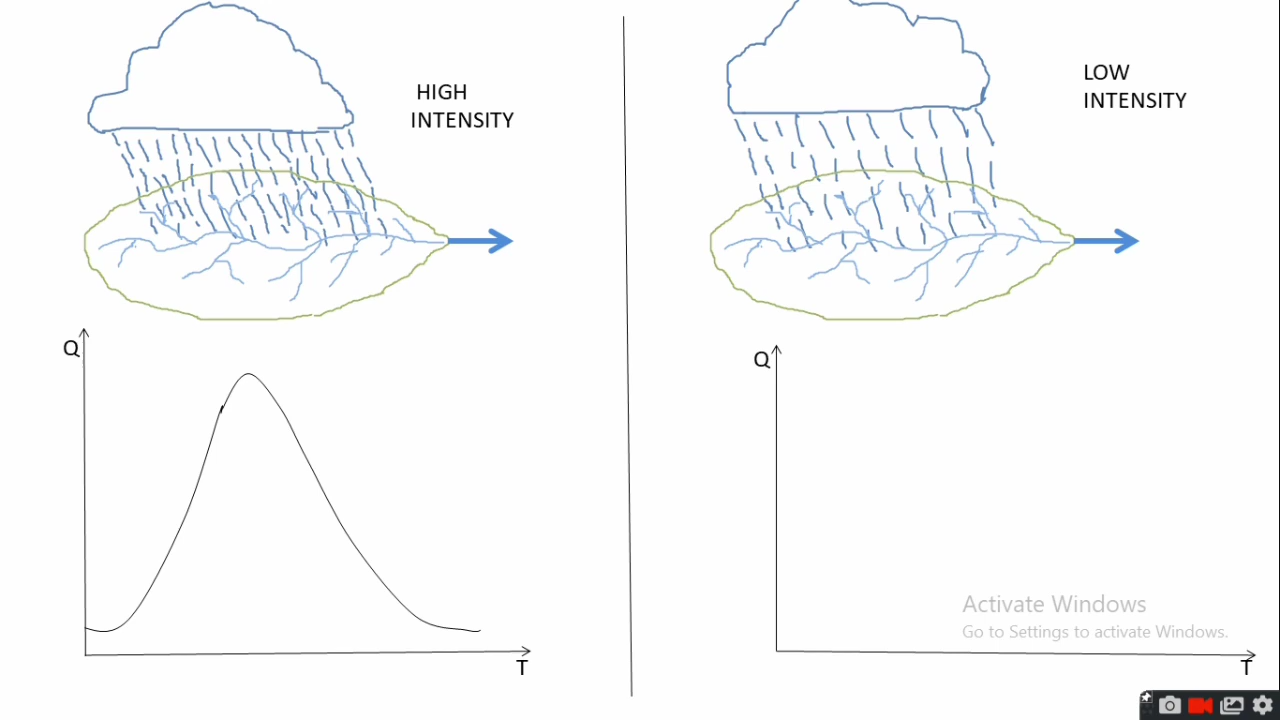 HIGH
INTENSITY
Q
T
LOW
INTENSITY
Q
T
Activate Windows
Go to Settings to activate Windows.